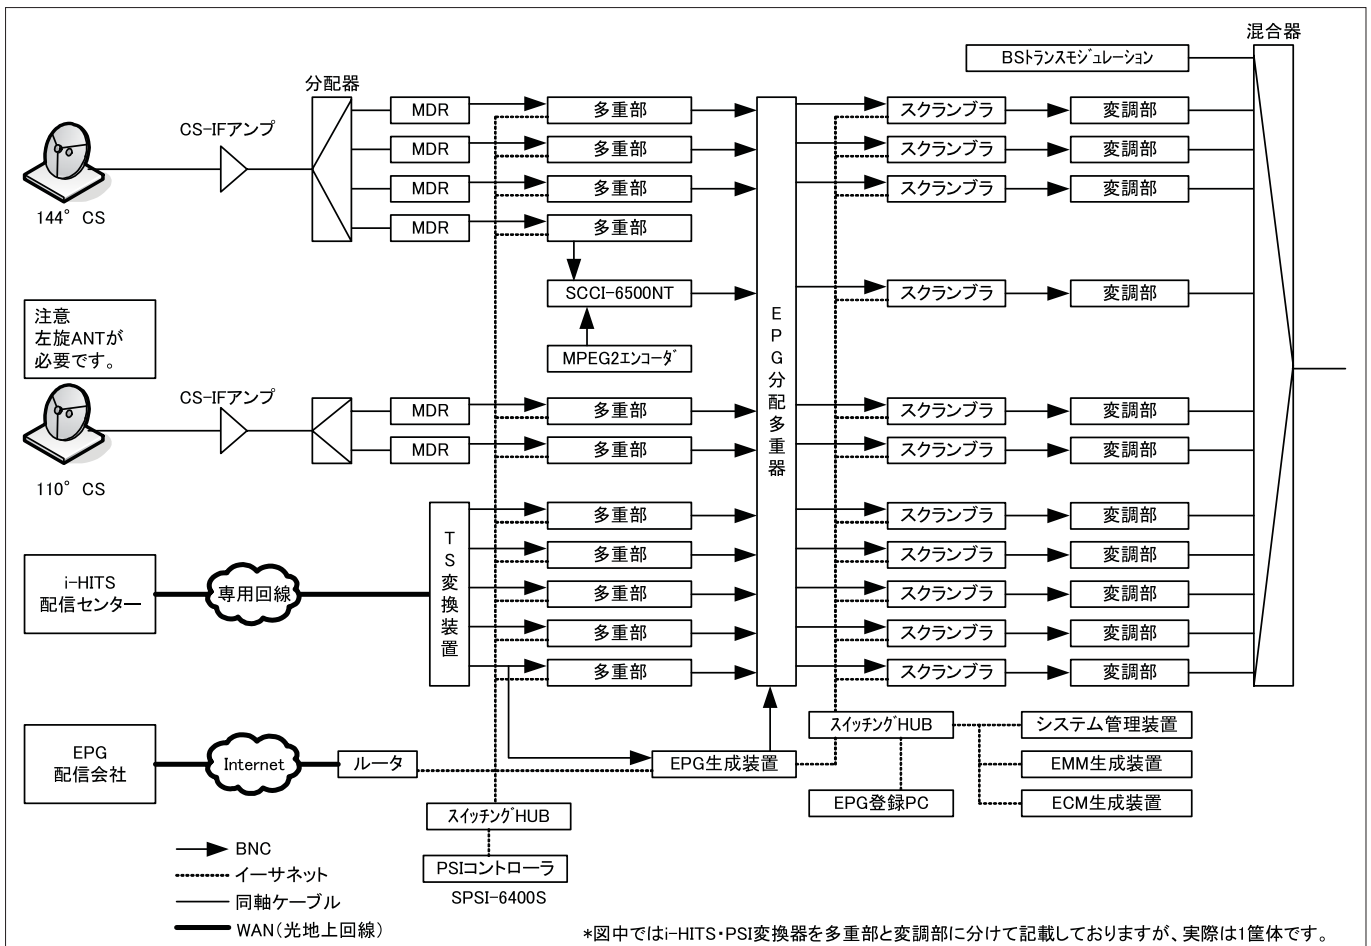 混合器
BSﾄﾗﾝｽﾓｼﾞｭﾚーｼｮﾝ
分配器
CS-IFアンプ
144° CS
MDR
多重部
スクランブラ
変調部
MDR
多重部
スクランブラ
変調部
MDR
多重部
スクランブラ
変調部
MDR
多重部
SCCI-6500NT
スクランブラ
変調部
MPEG2ｴﾝｺーﾀﾞ
EPG分配多重器
注意
左旋ANTが
必要です。
CS-IFアンプ
110° CS
MDR
多重部
スクランブラ
変調部
MDR
多重部
スクランブラ
変調部
i-HITS
配信センター
専用回線
TS変換装置
多重部
スクランブラ
変調部
多重部
スクランブラ
変調部
多重部
スクランブラ
変調部
多重部
スクランブラ
変調部
多重部
スクランブラ
変調部
EPG
配信会社
Internet
ルータ
EPG生成装置
ｽｲｯﾁﾝｸﾞHUB
システム管理装置
EMM生成装置
EPG登録PC
ECM生成装置
ｽｲｯﾁﾝｸﾞHUB
PSIコントローラ
SPSI-6400S
BNC
イーサネット
同軸ケーブル
WAN(光地上回線)
*図中ではi-HITS・PSI変換器を多重部と変調部に分けて記載しておりますが、実際は1筐体です。